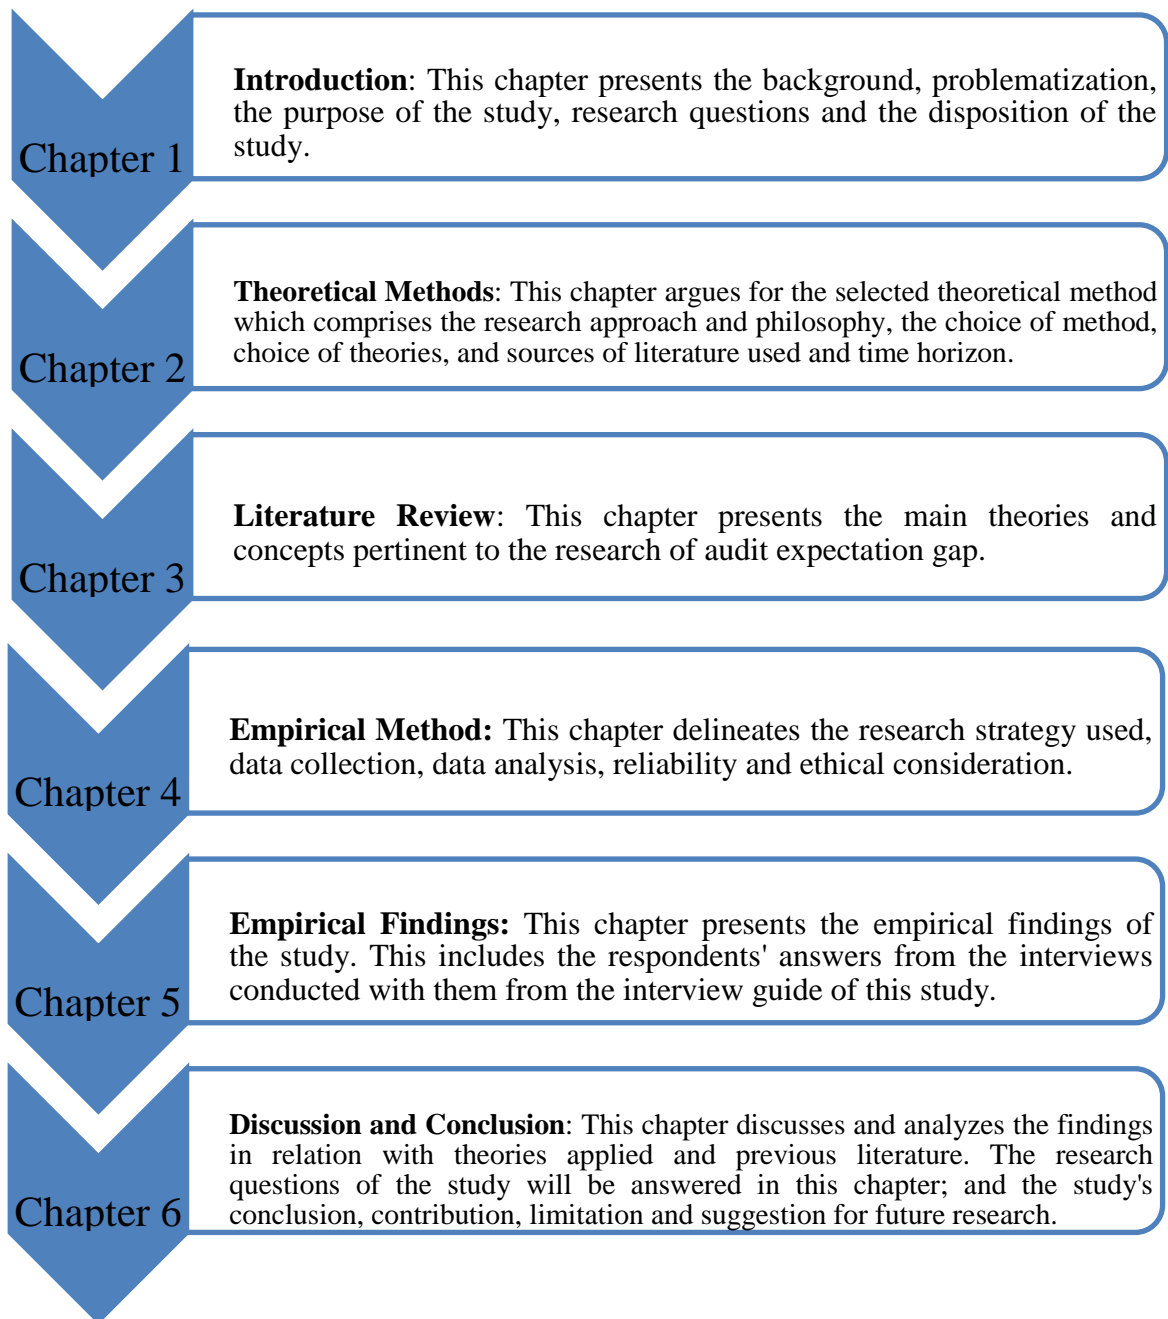 Chapter 1
Introduction: This chapter presents the background, problematization,
the purpose of the study, research questions and the disposition of the
study.
Chapter 2
Theoretical Methods: This chapter argues for the selected theoretical method
which comprises the research approach and philosophy, the choice of method,
choice of theories, and sources of literature used and time horizon.
Chapter 3
Literature Review: This chapter presents the main theories and
concepts pertinent to the research of audit expectation gap.
Chapter 4
Empirical Method: This chapter delineates the research strategy used,
data collection, data analysis, reliability and ethical consideration.
Chapter 5
Empirical Findings: This chapter presents the empirical findings of
the study. This includes the respondents' answers from the interviews
conducted with them from the interview guide of this study.
Chapter 6
Discussion and Conclusion: This chapter discusses and analyzes the findings
in relation with theories applied and previous literature. The research
questions of the study will be answered in this chapter; and the study's
conclusion, contribution, limitation and suggestion for future research.